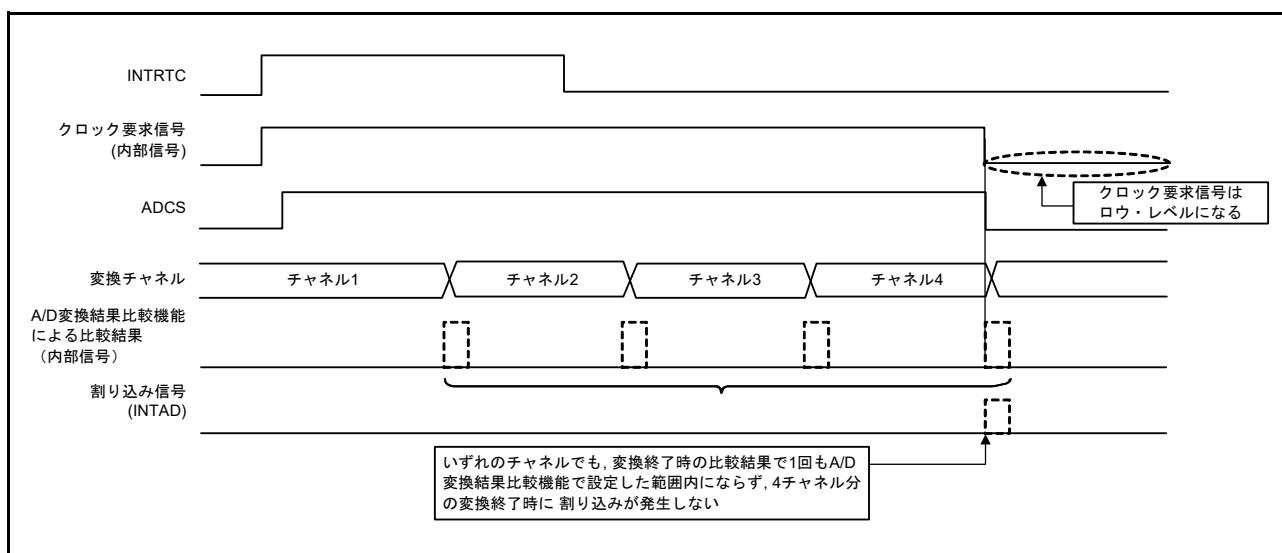 INTRTC
クロック要求信号
(内部信号)
クロック要求信号は
ロウ・レベルになる
ADCS
変換チャネル
チャネル1
チャネル2
チャネル3
チャネル4
A/D変換結果比較機能
による比較結果
（内部信号）
割り込み信号
(INTAD)
いずれのチャネルでも, 変換終了時の比較結果で1回もA/D
変換結果比較機能で設定した範囲内にならず, 4チャネル分
の変換終了時に 割り込みが発生しない